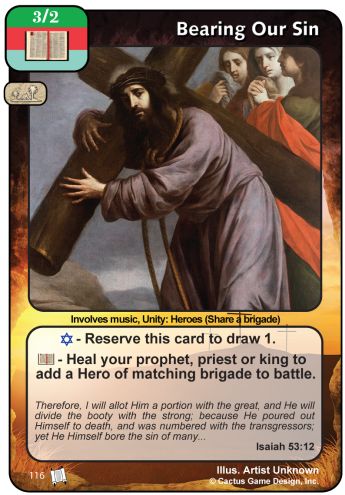 3/2
Bearing Our Sin
Involves music, Unity: Heroes (Share a brigade)
- Reserve this card to draw 1.
- Heal your prophet, priest or king to
add a Hero of matching brigade to battle.
Therefore, I will allot Him a portion with the great, and He will
divide the booty with the strong; because He poured out
Himself to death, and was numbered with the transgressors;
yet He Himself bore the sin of many...
Isaiah 53:12
116
Illus. Artist Unknown
© Cactus Game Design, Inc.